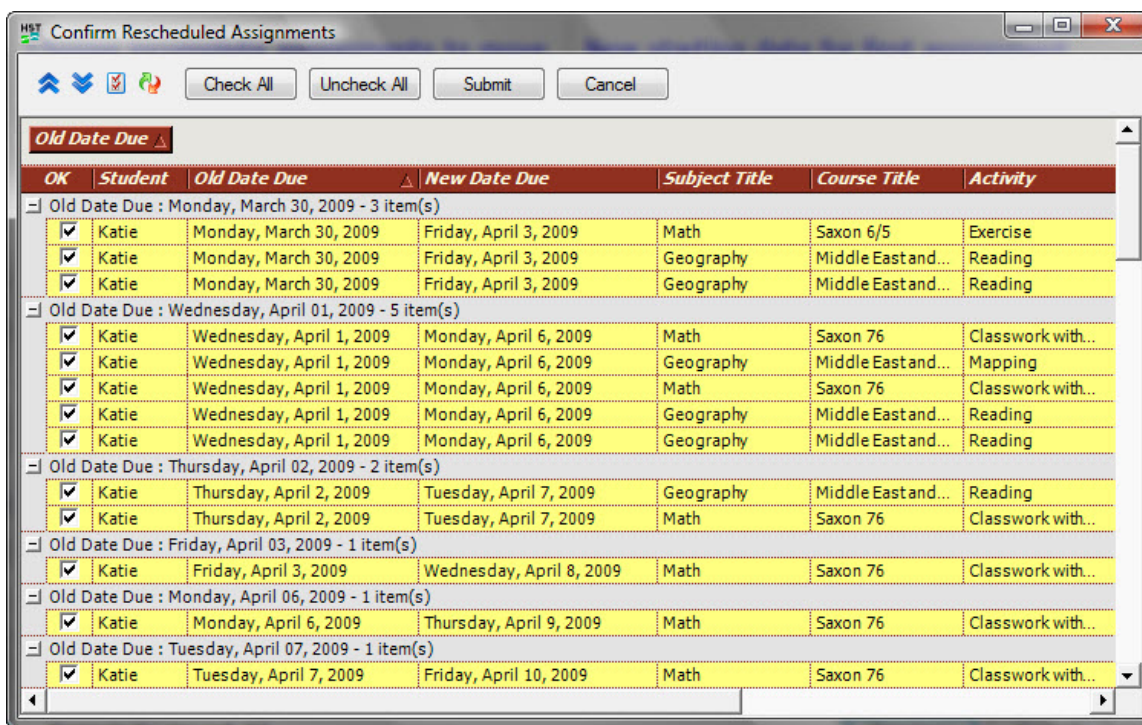 HST Confirm Rescheduled Assignments
Check All Uncheck All Submit Cancel
Old Date Due
OK Student Old Date Due New Date Due Subject Title Course Title Activity
Old Date Due : Monday, March 30, 2009 - 3 item(s)
Katie Monday, March 30, 2009 Friday, April 3, 2009 Math Saxon 6/5 Exercise
Katie Monday, March 30, 2009 Friday, April 3, 2009 Geography Middle East and... Reading
Katie Monday, March 30, 2009 Friday, April 3, 2009 Geography Middle East and... Reading
Old Date Due : Wednesday, April 01, 2009 - 5 item(s)
Katie Wednesday, April 1, 2009 Monday, April 6, 2009 Math Saxon 76 Classwork with...
Katie Wednesday, April 1, 2009 Monday, April 6, 2009 Geography Middle East and... Mapping
Katie Wednesday, April 1, 2009 Monday, April 6, 2009 Math Saxon 76 Classwork with...
Katie Wednesday, April 1, 2009 Monday, April 6, 2009 Geography Middle East and... Reading
Katie Wednesday, April 1, 2009 Monday, April 6, 2009 Geography Middle East and... Reading
Old Date Due : Thursday, April 02, 2009 - 2 item(s)
Katie Thursday, April 2, 2009 Tuesday, April 7, 2009 Geography Middle East and... Reading
Katie Thursday, April 2, 2009 Tuesday, April 7, 2009 Math Saxon 76 Classwork with...
Old Date Due : Friday, April 03, 2009 - 1 item(s)
Katie Friday, April 3, 2009 Wednesday, April 8, 2009 Math Saxon 76 Classwork with...
Old Date Due : Monday, April 06, 2009 - 1 item(s)
Katie Monday, April 6, 2009 Thursday, April 9, 2009 Math Saxon 76 Classwork with...
Old Date Due : Tuesday, April 07, 2009 - 1 item(s)
Katie Tuesday, April 7, 2009 Friday, April 10, 2009 Math Saxon 76 Classwork with...